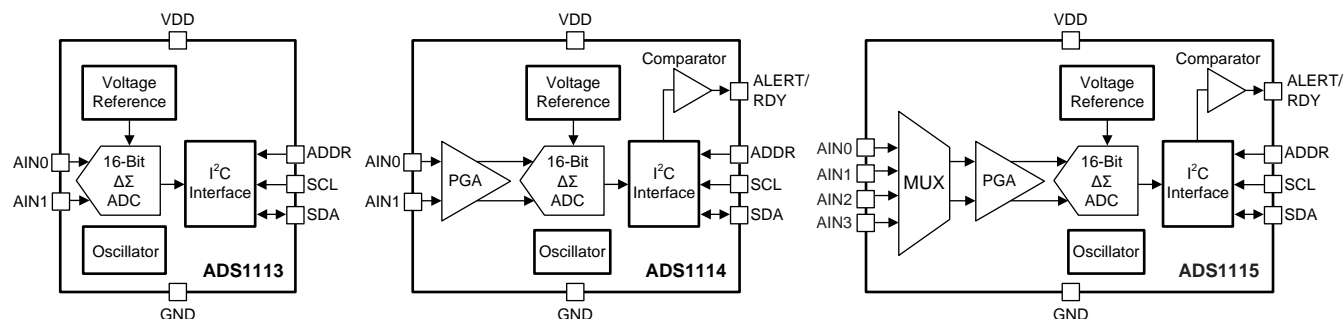 VDD
Voltage
Reference
AIN0
AIN1
16-Bit
ΔΣ
ADC
I²C
Interface
ADDR
SCL
SDA
Oscillator
ADS1113
GND
VDD
Comparator
ALERT/
RDY
Voltage
Reference
AIN0
AIN1
PGA
16-Bit
ΔΣ
ADC
I²C
Interface
ADDR
SCL
SDA
Oscillator
ADS1114
GND
VDD
Comparator
ALERT/
RDY
Voltage
Reference
AIN0
AIN1
AIN2
AIN3
MUX
PGA
16-Bit
ΔΣ
ADC
I²C
Interface
ADDR
SCL
SDA
Oscillator
ADS1115
GND